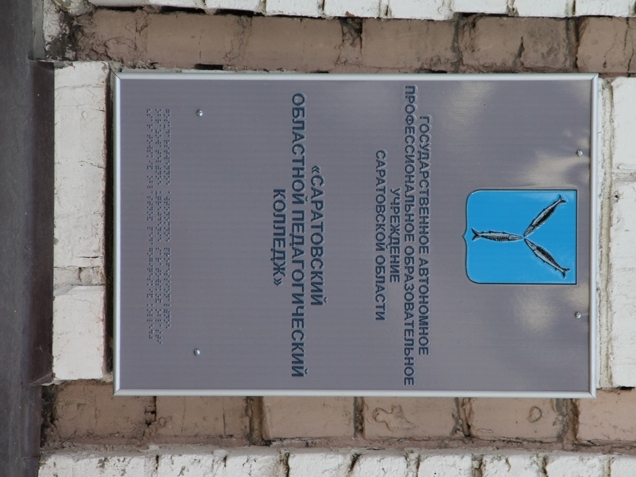 ГОСУДАРСТВЕННОЕ АВТОНОМНОЕ
ПРОФЕССИОНАЛЬНОЕ ОБРАЗОВАТЕЛЬНОЕ
УЧРЕЖДЕНИЕ
САРАТОВСКОЙ ОБЛАСТИ
«САРАТОВСКИЙ
ОБЛАСТНОЙ ПЕДАГОГИЧЕСКИЙ
КОЛЛЕДЖ»